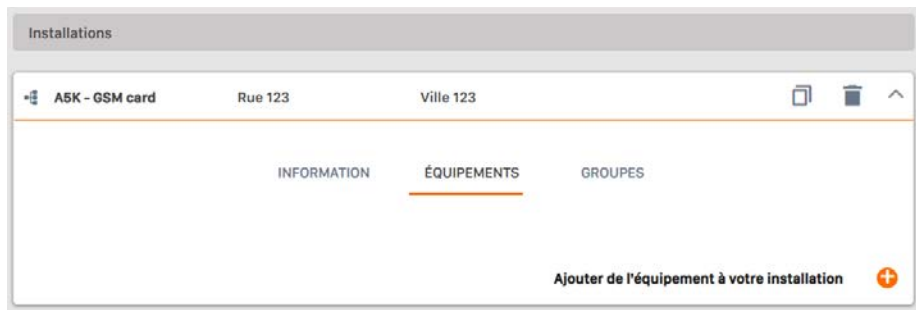 Installations
A5K - GSM card Rue 123 Ville 123
INFORMATION ÉQUIPEMENTS GROUPES
Ajouter de l'équipement à votre installation